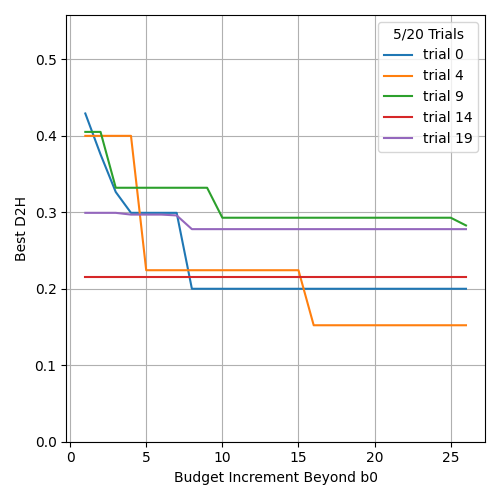 5/20 Trials
trial 0
trial 4
trial 9
trial 14
trial 19
0.5
0.4
0.3
0.2
0.1
0.0
Best D2H
0 5 10 15 20 25
Budget Increment Beyond b0